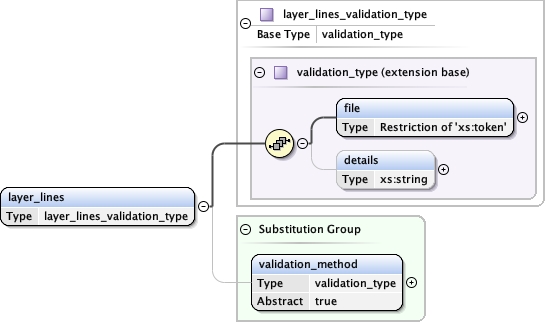 layer_lines_validation_type
Base Type validation_type
validation_type (extension base)
file
Type Restriction of 'xs:token'
details
Type xs:string
layer_lines
Type layer_lines_validation_type
Substitution Group
validation_method
Type validation_type
Abstract true